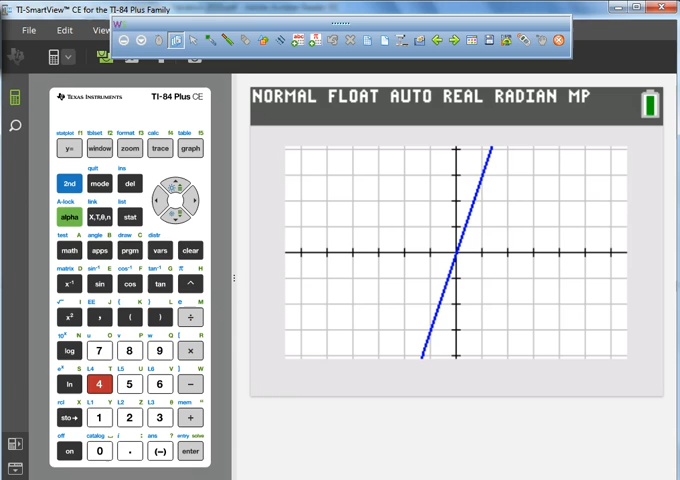 TI-SmartView™ CE for the TI-84 Plus Family
File Edit View
TEXAS INSTRUMENTS TI-84 Plus CE
NORMAL FLOAT AUTO REAL RADIAN MP
statplot f1 tblset f2 format f3 calc f4 table f5
y= window zoom trace graph
quit ins
2nd mode del
A-lock link list
alpha X,T,θ,n stat
test A angle B draw C distr
math apps prgm vars clear
matrix D sin⁻¹ E cos⁻¹ F tan⁻¹ G π H
x⁻¹ sin cos tan ^
√ I EE J { K } L e M
x² , ( ) ÷
10ˣ N u O v P w Q [ R
log 7 8 9 ×
eˣ S L4 T L5 U L6 V ] W
ln 4 5 6 −
rcl X L1 Y L2 Z L3 θ mem "
sto→ 1 2 3 +
off catalog i : ans ? entry solve
on 0 . (−) enter